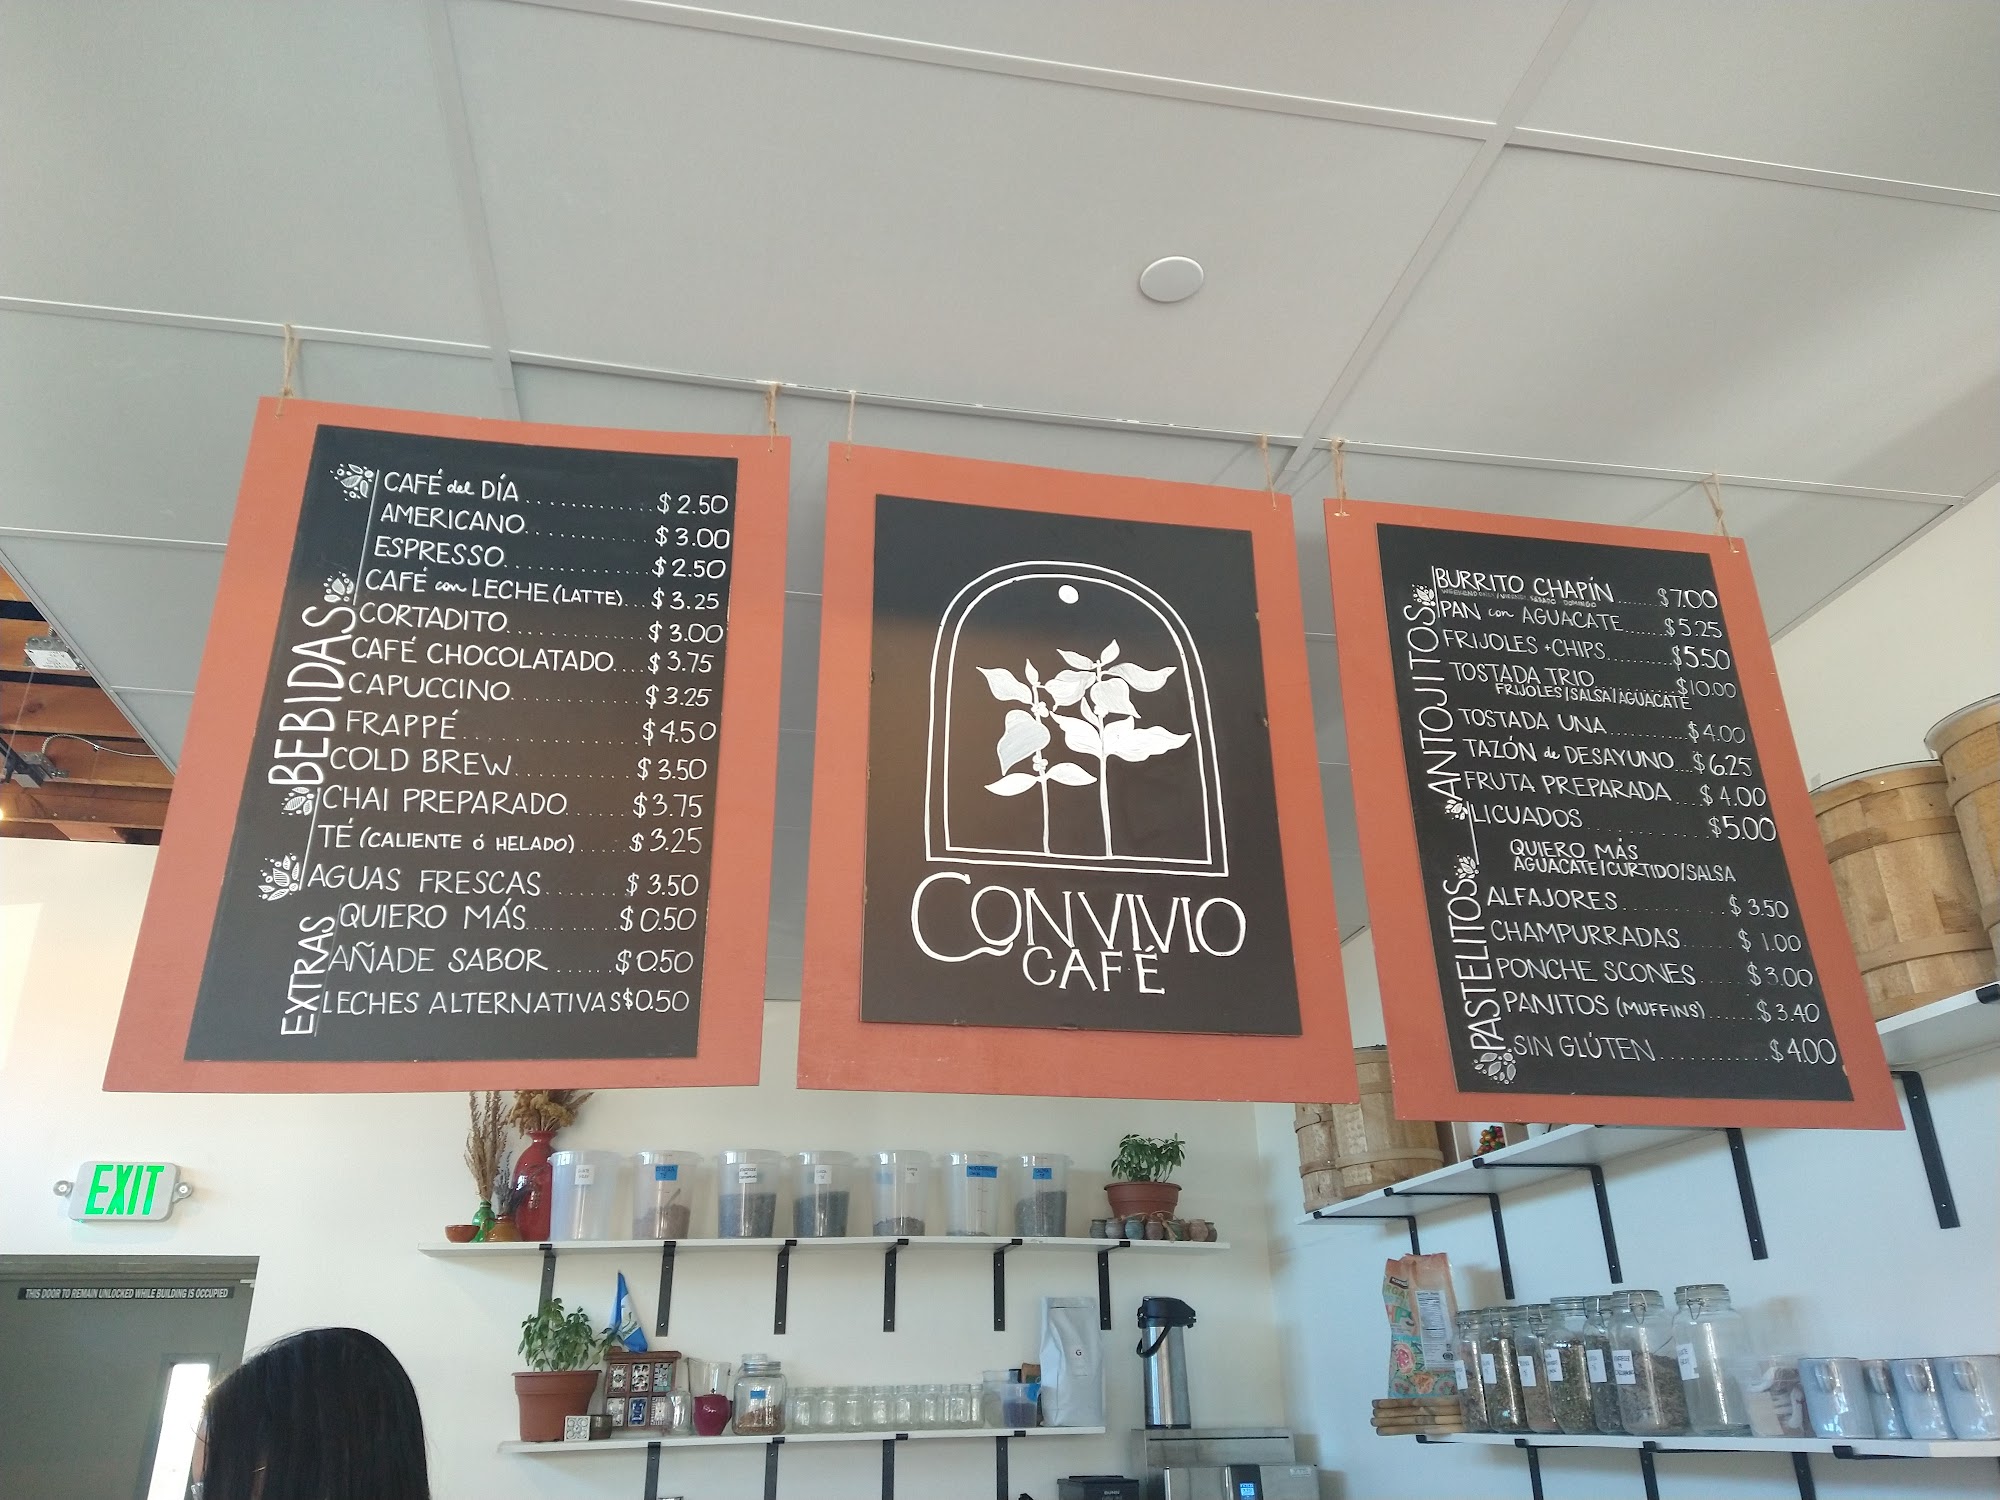 BEBIDAS
CAFÉ del DÍA ............ $2.50
AMERICANO ............ $3.00
ESPRESSO ............ $2.50
CAFÉ con LECHE (LATTE) ... $3.25
CORTADITO ............ $3.00
CAFÉ CHOCOLATADO .... $3.75
CAPUCCINO ............ $3.25
FRAPPÉ ............ $4.50
COLD BREW ............ $3.50
CHAI PREPARADO ...... $3.75
TÉ (CALIENTE Ó HELADO) ..... $3.25
AGUAS FRESCAS ....... $3.50
EXTRAS
QUIERO MÁS ......... $0.50
AÑADE SABOR ...... $0.50
LECHES ALTERNATIVAS $0.50
CONVIVIO
CAFÉ
ANTOJITOS
BURRITO CHAPÍN ...... $7.00
PAN con AGUACATE ...... $5.25
FRIJOLES + CHIPS ........ $5.50
TOSTADA TRIO ......... $10.00
FRIJOLES/SALSA/AGUACATE
TOSTADA UNA ......... $4.00
TAZÓN de DESAYUNO ... $6.25
FRUTA PREPARADA ... $4.00
LICUADOS ............ $5.00
QUIERO MÁS
AGUACATE/CURTIDO/SALSA
PASTELITOS
ALFAJORES ........... $3.50
CHAMPURRADAS ...... $1.00
PONCHE SCONES ..... $3.00
PANITOS (MUFFINS) ...... $3.40
SIN GLÚTEN ........... $4.00
EXIT
THIS DOOR TO REMAIN UNLOCKED WHILE BUILDING IS OCCUPIED
G